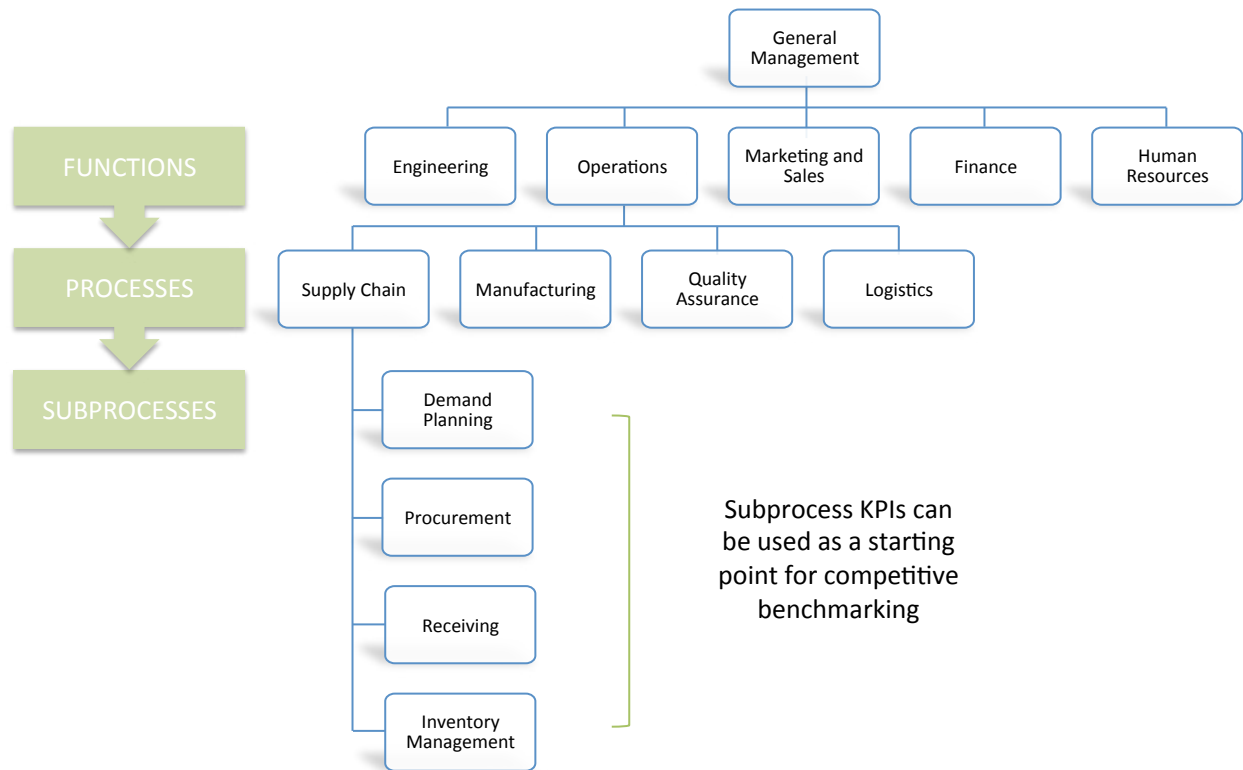 General
Management
FUNCTIONS
Engineering
Operations
Marketing and
Sales
Finance
Human
Resources
PROCESSES
Supply Chain
Manufacturing
Quality
Assurance
Logistics
SUBPROCESSES
Demand
Planning
Procurement
Receiving
Inventory
Management
Subprocess KPIs can
be used as a starting
point for competitive
benchmarking